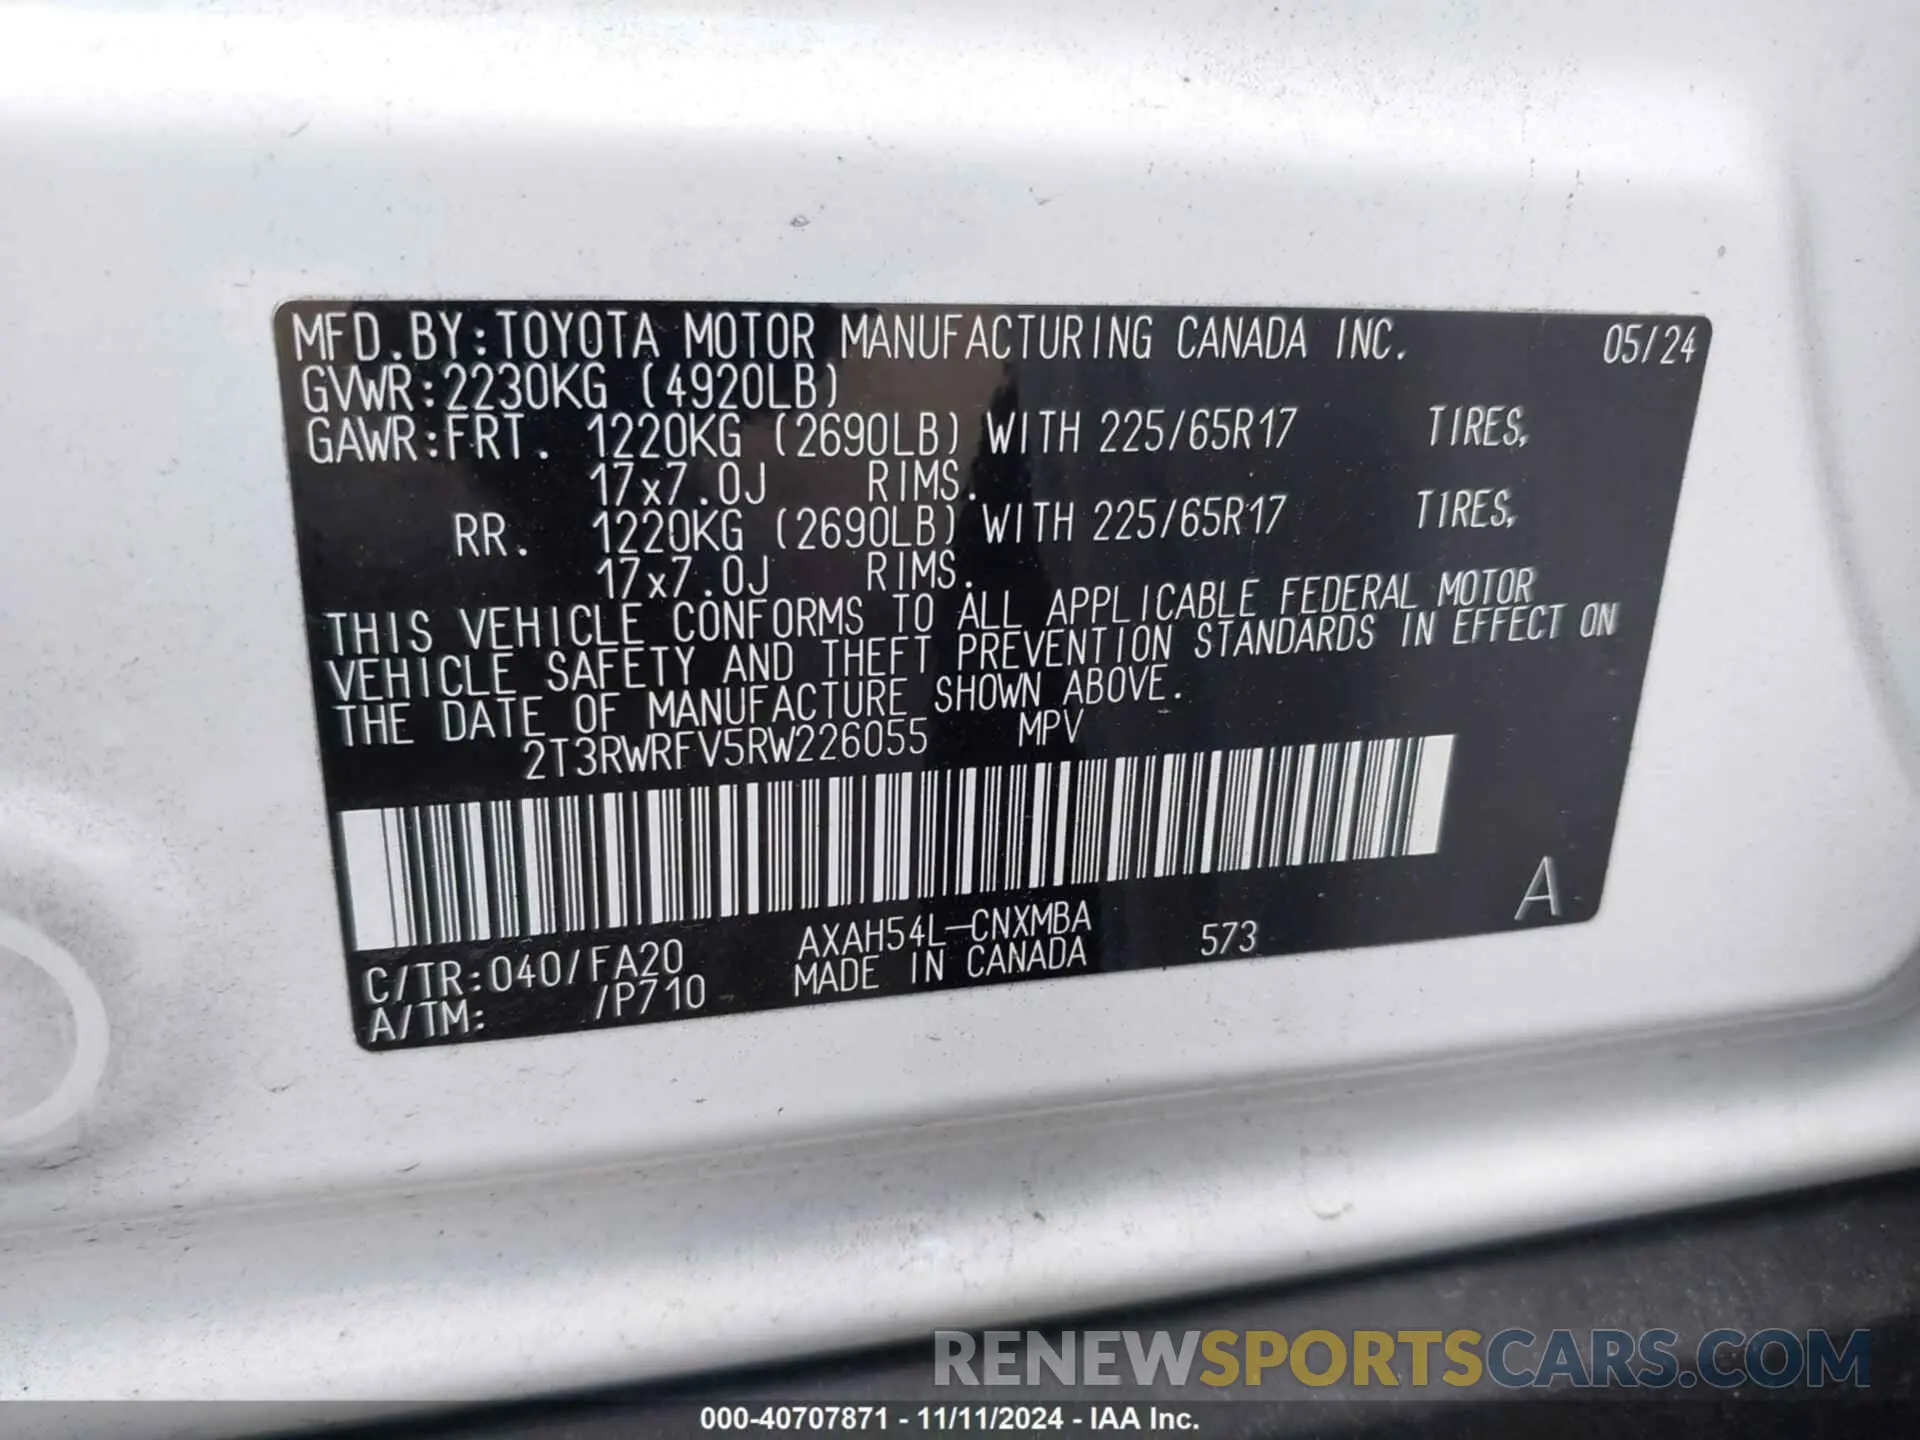 MFD.BY:TOYOTA MOTOR MANUFACTURING CANADA INC. 05/24
GVWR:2230KG (4920LB)
GAWR:FRT. 1220KG (2690LB) WITH 225/65R17 TIRES,
17x7.0J RIMS.
RR. 1220KG (2690LB) WITH 225/65R17 TIRES,
17x7.0J RIMS.
THIS VEHICLE CONFORMS TO ALL APPLICABLE FEDERAL MOTOR
VEHICLE SAFETY AND THEFT PREVENTION STANDARDS IN EFFECT ON
THE DATE OF MANUFACTURE SHOWN ABOVE.
2T3RWRFV5RW226055 MPV
A
C/TR:040/FA20 AXAH54L-CNXMBA 573
A/TM: /P710 MADE IN CANADA
RENEWSPORTSCARS.COM
000-40707871 - 11/11/2024 - IAA Inc.